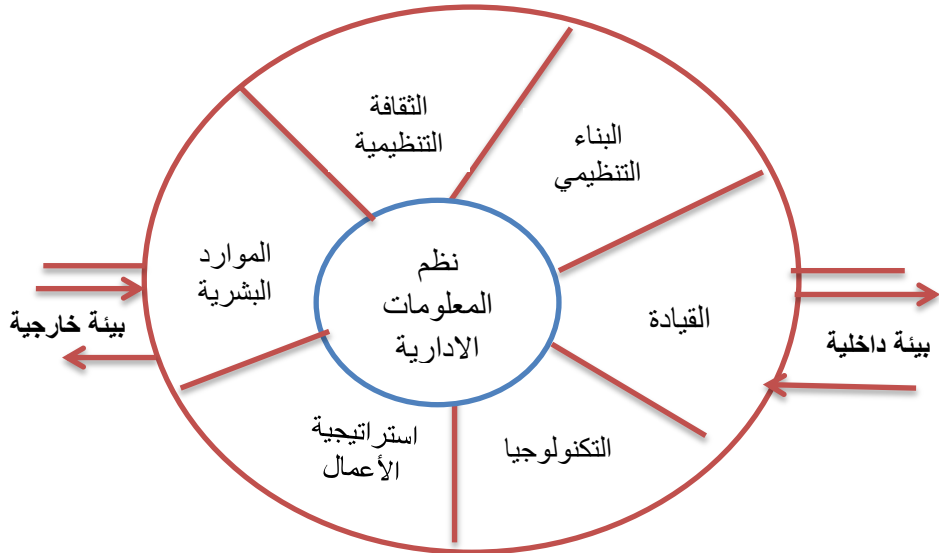 الثقافة
التنظيمية
البناء
التنظيمي
الموارد
البشرية
نظم
المعلومات
الادارية
القيادة
بيئة خارجية
بيئة داخلية
استراتيجية
الأعمال
التكنولوجيا